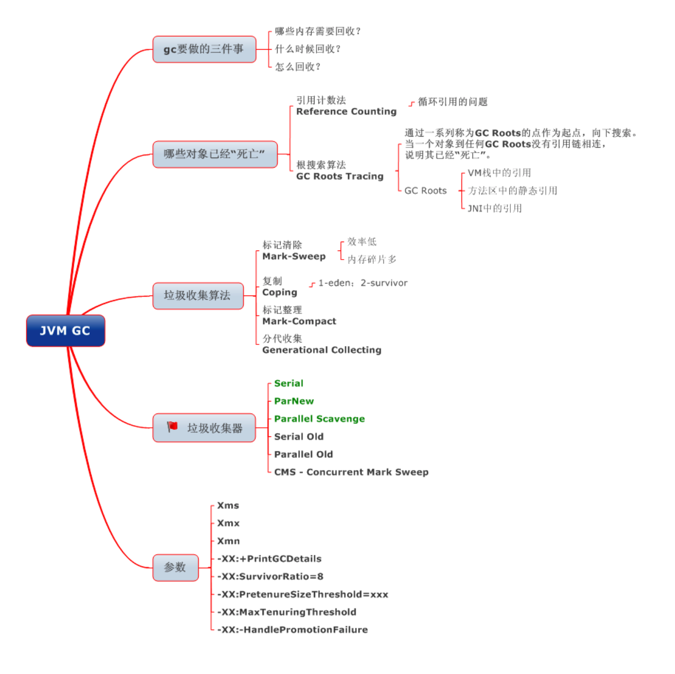 JVM GC
gc要做的三件事
哪些内存需要回收？
什么时候回收？
怎么回收？
哪些对象已经“死亡”
引用计数法
Reference Counting
循环引用的问题
根搜索算法
GC Roots Tracing
通过一系列称为GC Roots的点作为起点，向下搜索。
当一个对象到任何GC Roots没有引用链相连，
说明其已经“死亡”。
GC Roots
VM栈中的引用
方法区中的静态引用
JNI中的引用
垃圾收集算法
标记清除
Mark-Sweep
效率低
内存碎片多
复制
Coping
1-eden；2-survivor
标记整理
Mark-Compact
分代收集
Generational Collecting
垃圾收集器
Serial
ParNew
Parallel Scavenge
Serial Old
Parallel Old
CMS - Concurrent Mark Sweep
参数
Xms
Xmx
Xmn
-XX:+PrintGCDetails
-XX:SurvivorRatio=8
-XX:PretenureSizeThreshold=xxx
-XX:MaxTenuringThreshold
-XX:-HandlePromotionFailure